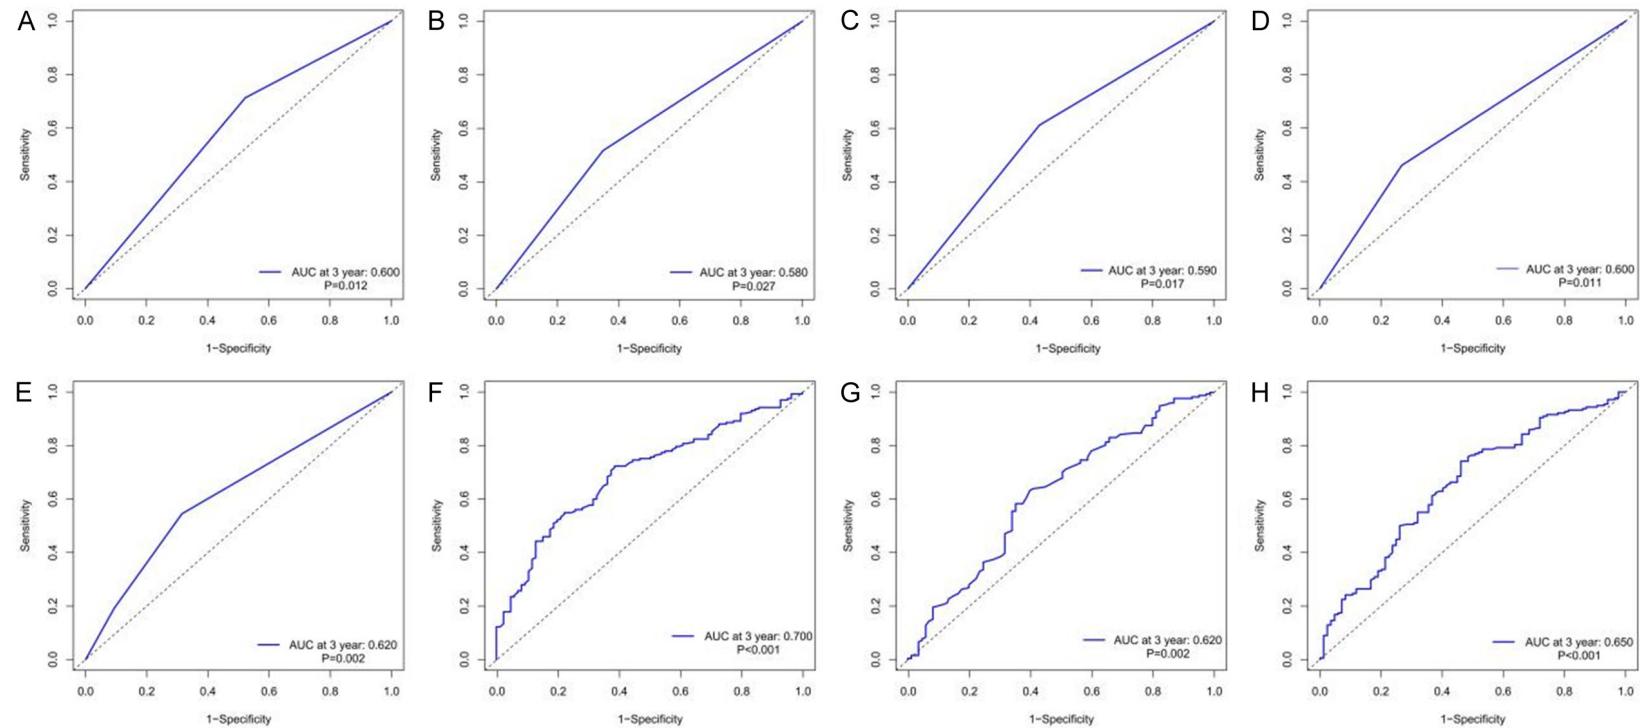 A
1.0
0.8
0.6
0.4
0.2
0.0
Sensitivity
AUC at 3 year: 0.600
P=0.012
0.0 0.2 0.4 0.6 0.8 1.0
1−Specificity
B
1.0
0.8
0.6
0.4
0.2
0.0
Sensitivity
AUC at 3 year: 0.580
P=0.027
0.0 0.2 0.4 0.6 0.8 1.0
1−Specificity
C
1.0
0.8
0.6
0.4
0.2
0.0
Sensitivity
AUC at 3 year: 0.590
P=0.017
0.0 0.2 0.4 0.6 0.8 1.0
1−Specificity
D
1.0
0.8
0.6
0.4
0.2
0.0
Sensitivity
AUC at 3 year: 0.600
P=0.011
0.0 0.2 0.4 0.6 0.8 1.0
1−Specificity
E
1.0
0.8
0.6
0.4
0.2
0.0
Sensitivity
AUC at 3 year: 0.620
P=0.002
0.0 0.2 0.4 0.6 0.8 1.0
1−Specificity
F
1.0
0.8
0.6
0.4
0.2
0.0
Sensitivity
AUC at 3 year: 0.700
P<0.001
0.0 0.2 0.4 0.6 0.8 1.0
1−Specificity
G
1.0
0.8
0.6
0.4
0.2
0.0
Sensitivity
AUC at 3 year: 0.620
P=0.002
0.0 0.2 0.4 0.6 0.8 1.0
1−Specificity
H
1.0
0.8
0.6
0.4
0.2
0.0
Sensitivity
AUC at 3 year: 0.650
P<0.001
0.0 0.2 0.4 0.6 0.8 1.0
1−Specificity